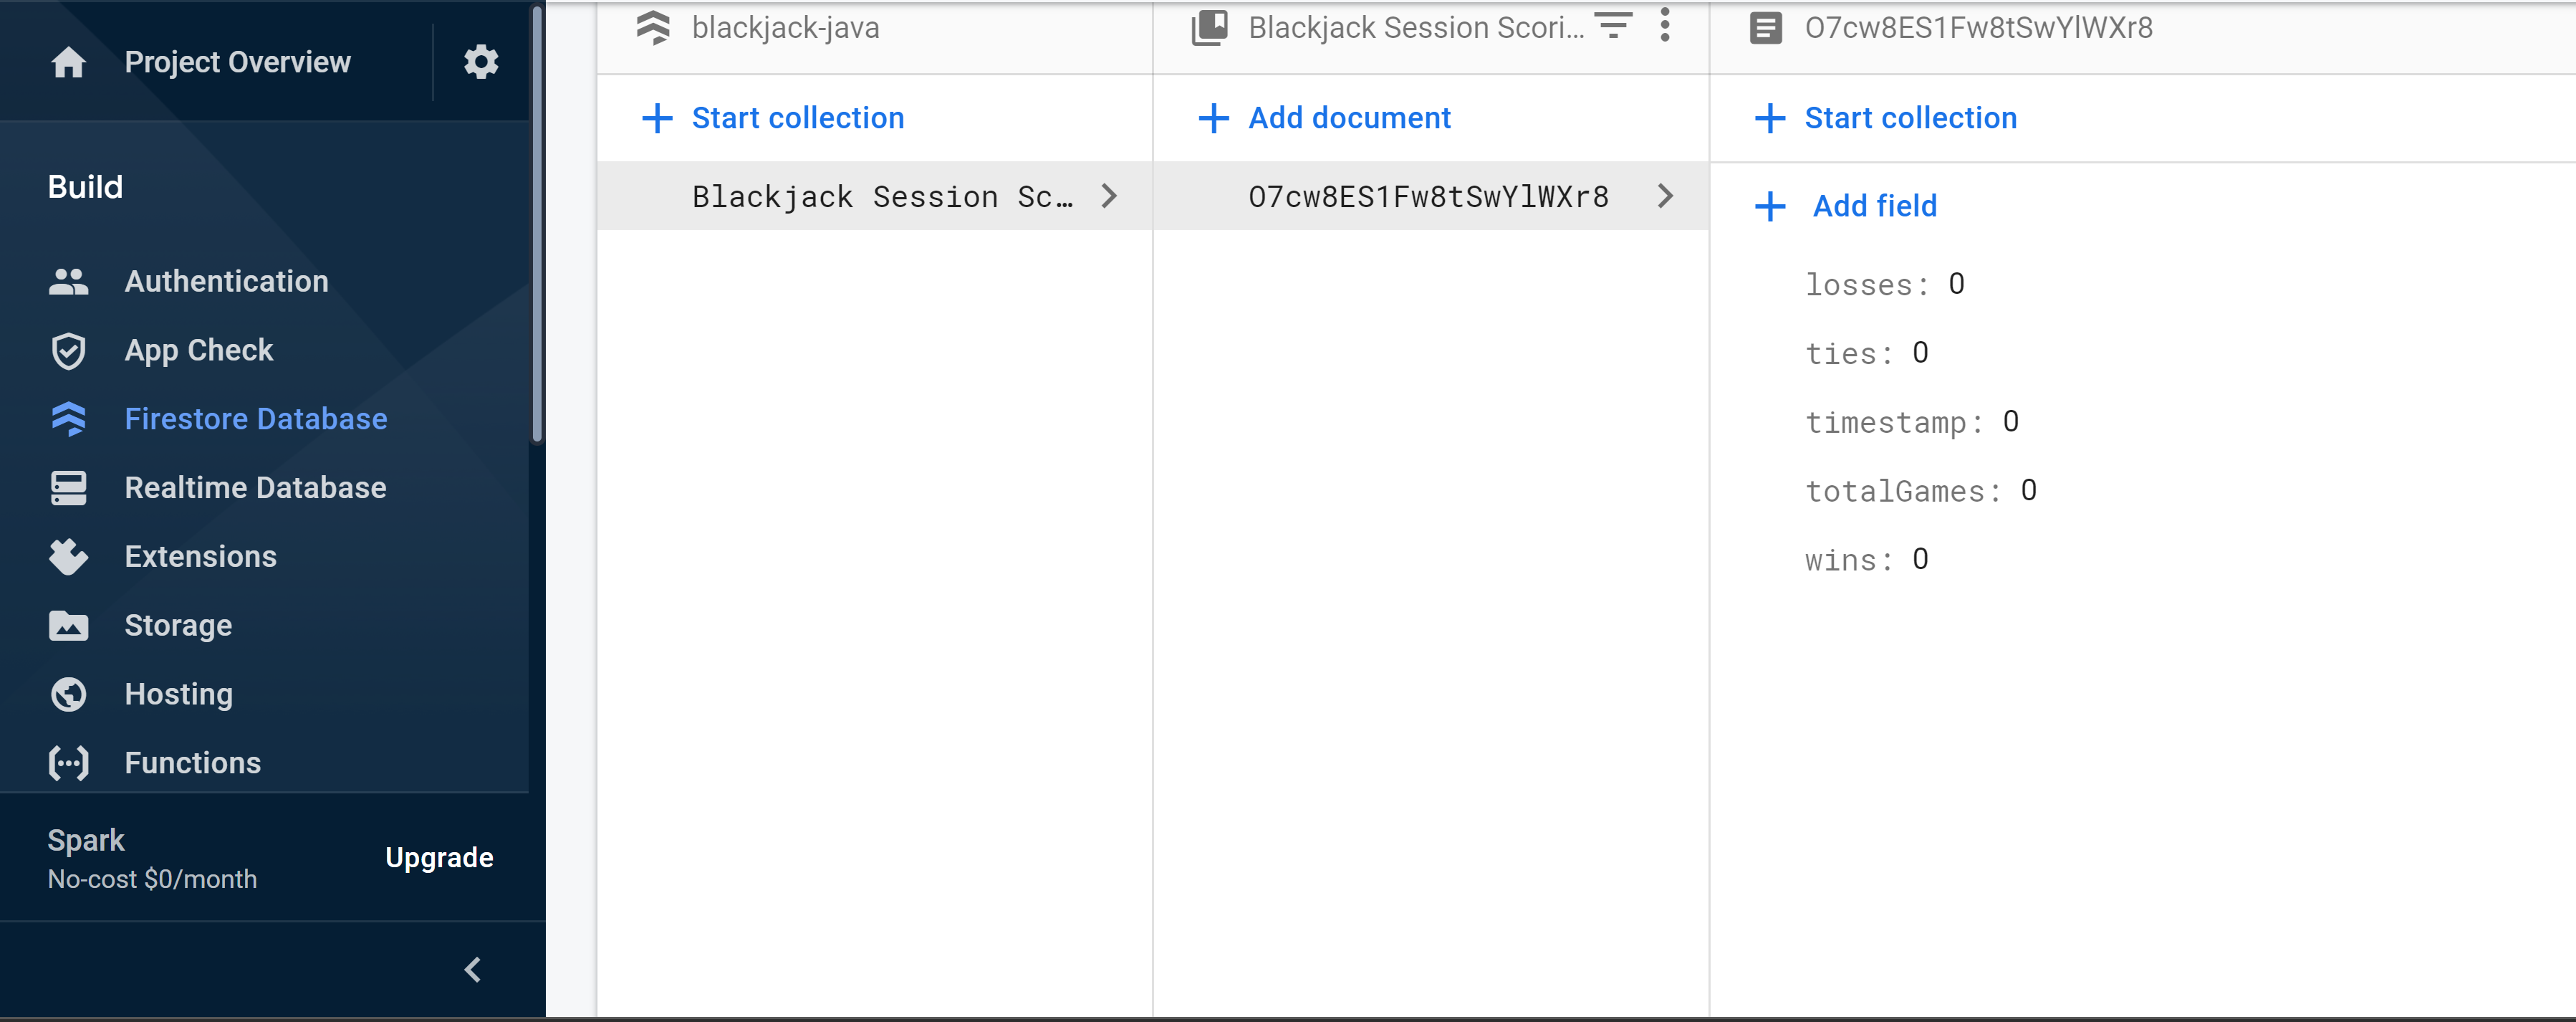 Project Overview
Build
Authentication
App Check
Firestore Database
Realtime Database
Extensions
Storage
Hosting
Functions
Spark
No-cost $0/month
Upgrade
blackjack-java
Start collection
Blackjack Session Sc…
Blackjack Session Scori…
Add document
O7cw8ES1Fw8tSwYlWXr8
O7cw8ES1Fw8tSwYlWXr8
Start collection
Add field
losses: 0
ties: 0
timestamp: 0
totalGames: 0
wins: 0